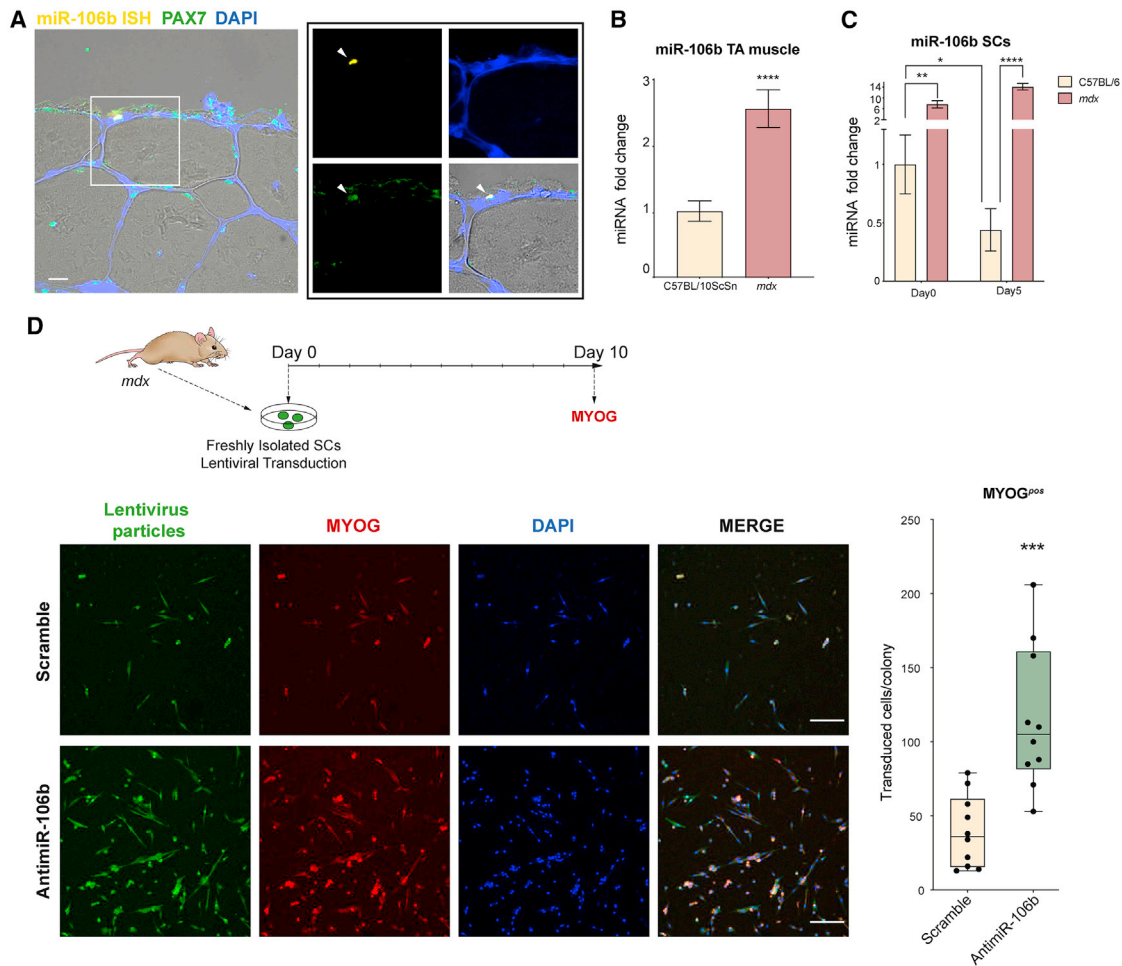 A
miR-106b ISH PAX7 DAPI
B
miR-106b TA muscle
miRNA fold change
3
2
1
0
****
C57BL/10ScSn
mdx
C
miR-106b SCs
miRNA fold change
14
10
6
2
1
0.5
0
*
**
****
Day0
Day5
C57BL/6
mdx
D
mdx
Day 0
Day 10
MYOG
Freshly Isolated SCs
Lentiviral Transduction
Lentivirus
particles
MYOG
DAPI
MERGE
Scramble
AntimiR-106b
MYOGpos
Transduced cells/colony
250
200
150
100
50
0
***
Scramble
AntimiR-106b